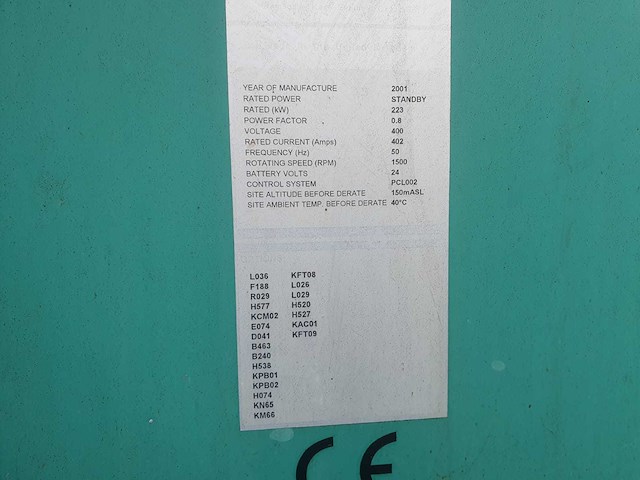 YEAR OF MANUFACTURE 2001
RATED POWER STANDBY
RATED (kW) 223
POWER FACTOR 0.8
VOLTAGE 400
RATED CURRENT (Amps) 402
FREQUENCY (Hz) 50
ROTATING SPEED (RPM) 1500
BATTERY VOLTS 24
CONTROL SYSTEM PCL002
SITE ALTITUDE BEFORE DERATE 150mASL
SITE AMBIENT TEMP. BEFORE DERATE 40°C
L036 KFT08
F188 L026
R029 L029
H577 H520
KCM02 H527
E074 KAC01
D041 KFT09
B463
B240
H538
KPB01
KPB02
H074
KN65
KM66
CE